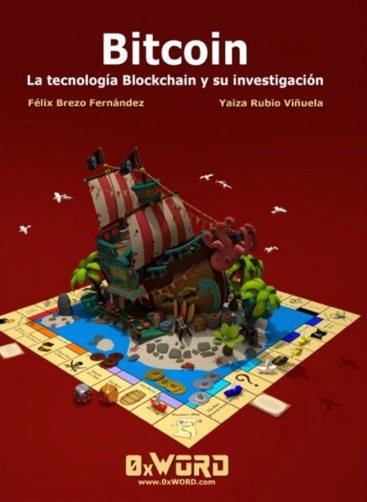 Bitcoin
La tecnología Blockchain y su investigación
Félix Brezo Fernández
Yaiza Rubio Viñuela
?
0xWORD
www.0xWORD.com